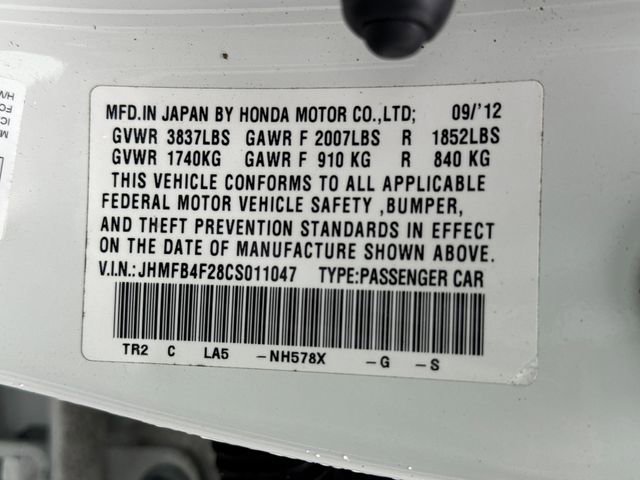 MFD.IN JAPAN BY HONDA MOTOR CO.,LTD; 09/'12
GVWR 3837LBS GAWR F 2007LBS R 1852LBS
GVWR 1740KG GAWR F 910 KG R 840 KG
THIS VEHICLE CONFORMS TO ALL APPLICABLE
FEDERAL MOTOR VEHICLE SAFETY ,BUMPER,
AND THEFT PREVENTION STANDARDS IN EFFECT
ON THE DATE OF MANUFACTURE SHOWN ABOVE.
V.I.N.:JHMFB4F28CS011047 TYPE:PASSENGER CAR
TR2 C LA5 -NH578X -G -S